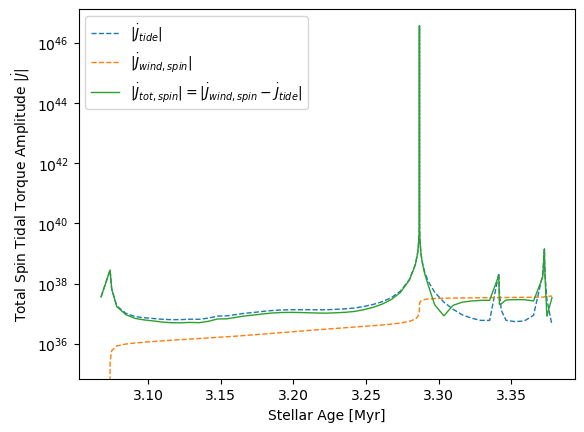 |J̇_{tide}|
|J̇_{wind, spin}|
|J̇_{tot, spin}| = |J̇_{wind, spin} − J̇_{tide}|
Total Spin Tidal Torque Amplitude |J̇|
10^{46}
10^{44}
10^{42}
10^{40}
10^{38}
10^{36}
3.10 3.15 3.20 3.25 3.30 3.35
Stellar Age [Myr]